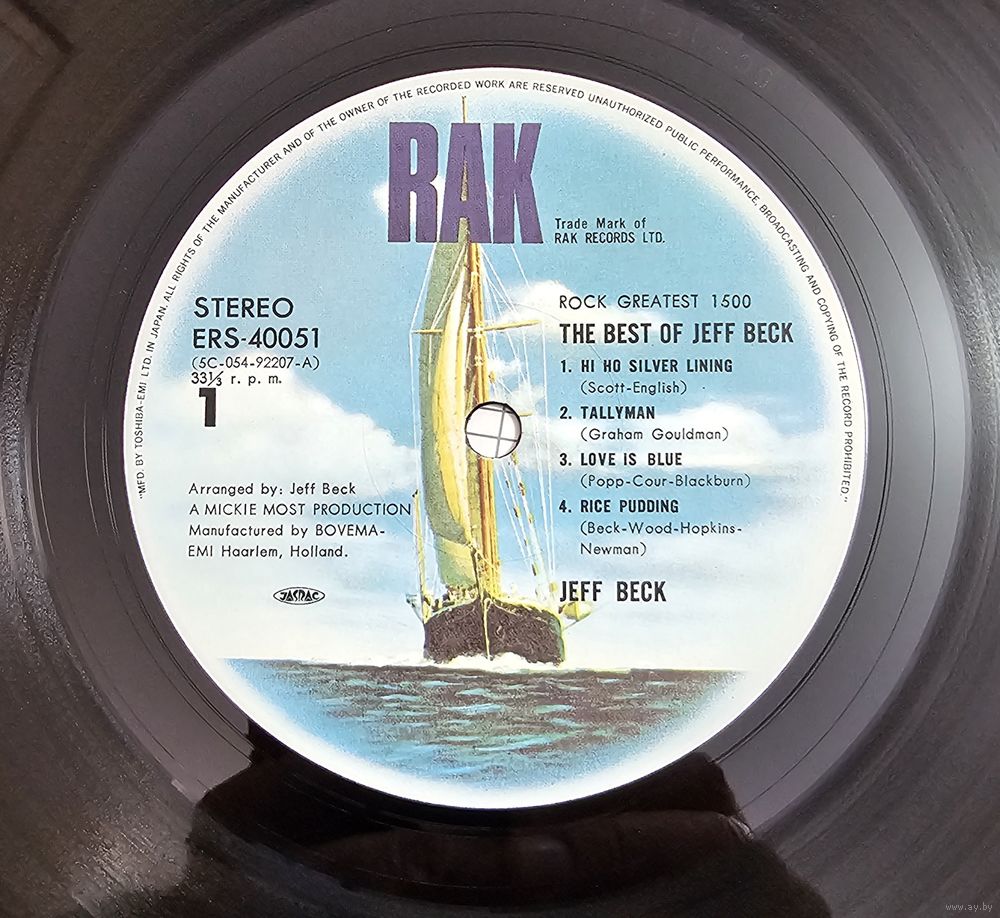 "MFD. BY TOSHIBA-EMI LTD. IN JAPAN. ALL RIGHTS OF THE MANUFACTURER AND OF THE OWNER OF THE RECORDED WORK ARE RESERVED UNAUTHORIZED PUBLIC PERFORMANCE, BROADCASTING AND COPYING OF THE RECORD PROHIBITED."
RAK
Trade Mark of
RAK RECORDS LTD.
STEREO
ERS-40051
(5C-054-92207-A)
33⅓ r. p. m.
1
Arranged by: Jeff Beck
A MICKIE MOST PRODUCTION
Manufactured by BOVEMA-
EMI Haarlem, Holland.
JASRAC
ROCK GREATEST 1500
THE BEST OF JEFF BECK
1. HI HO SILVER LINING
(Scott-English)
2. TALLYMAN
(Graham Gouldman)
3. LOVE IS BLUE
(Popp-Cour-Blackburn)
4. RICE PUDDING
(Beck-Wood-Hopkins-
Newman)
JEFF BECK
www.ay.by